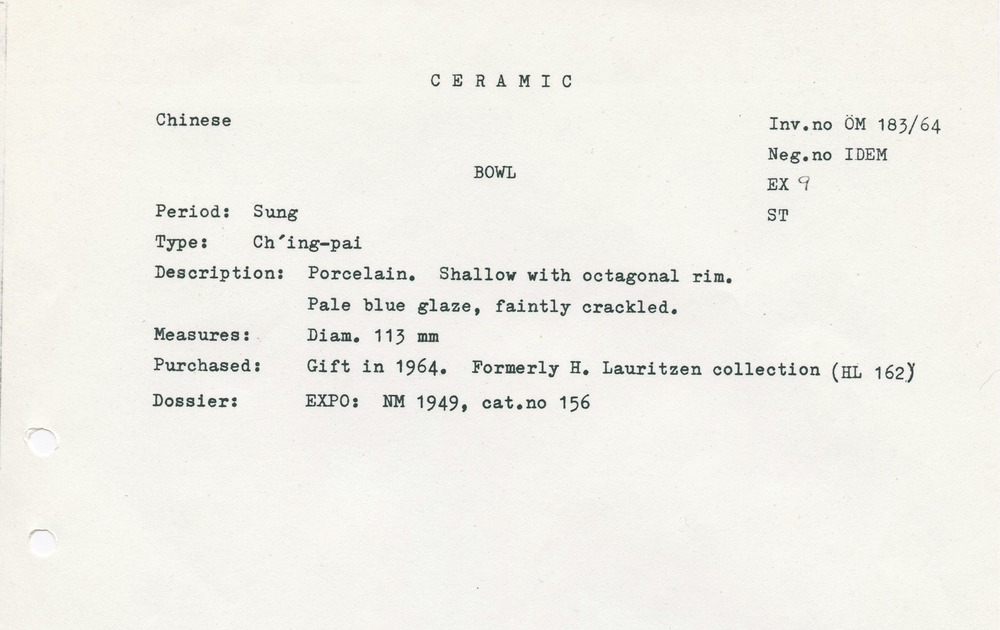 C E R A M I C
Chinese
Inv.no ÖM 183/64
Neg.no IDEM
BOWL
EX 9
Period: Sung
ST
Type: Ch´ing-pai
Description: Porcelain. Shallow with octagonal rim.
Pale blue glaze, faintly crackled.
Measures: Diam. 113 mm
Purchased: Gift in 1964. Formerly H. Lauritzen collection (HL 162)
Dossier: EXPO: NM 1949, cat.no 156